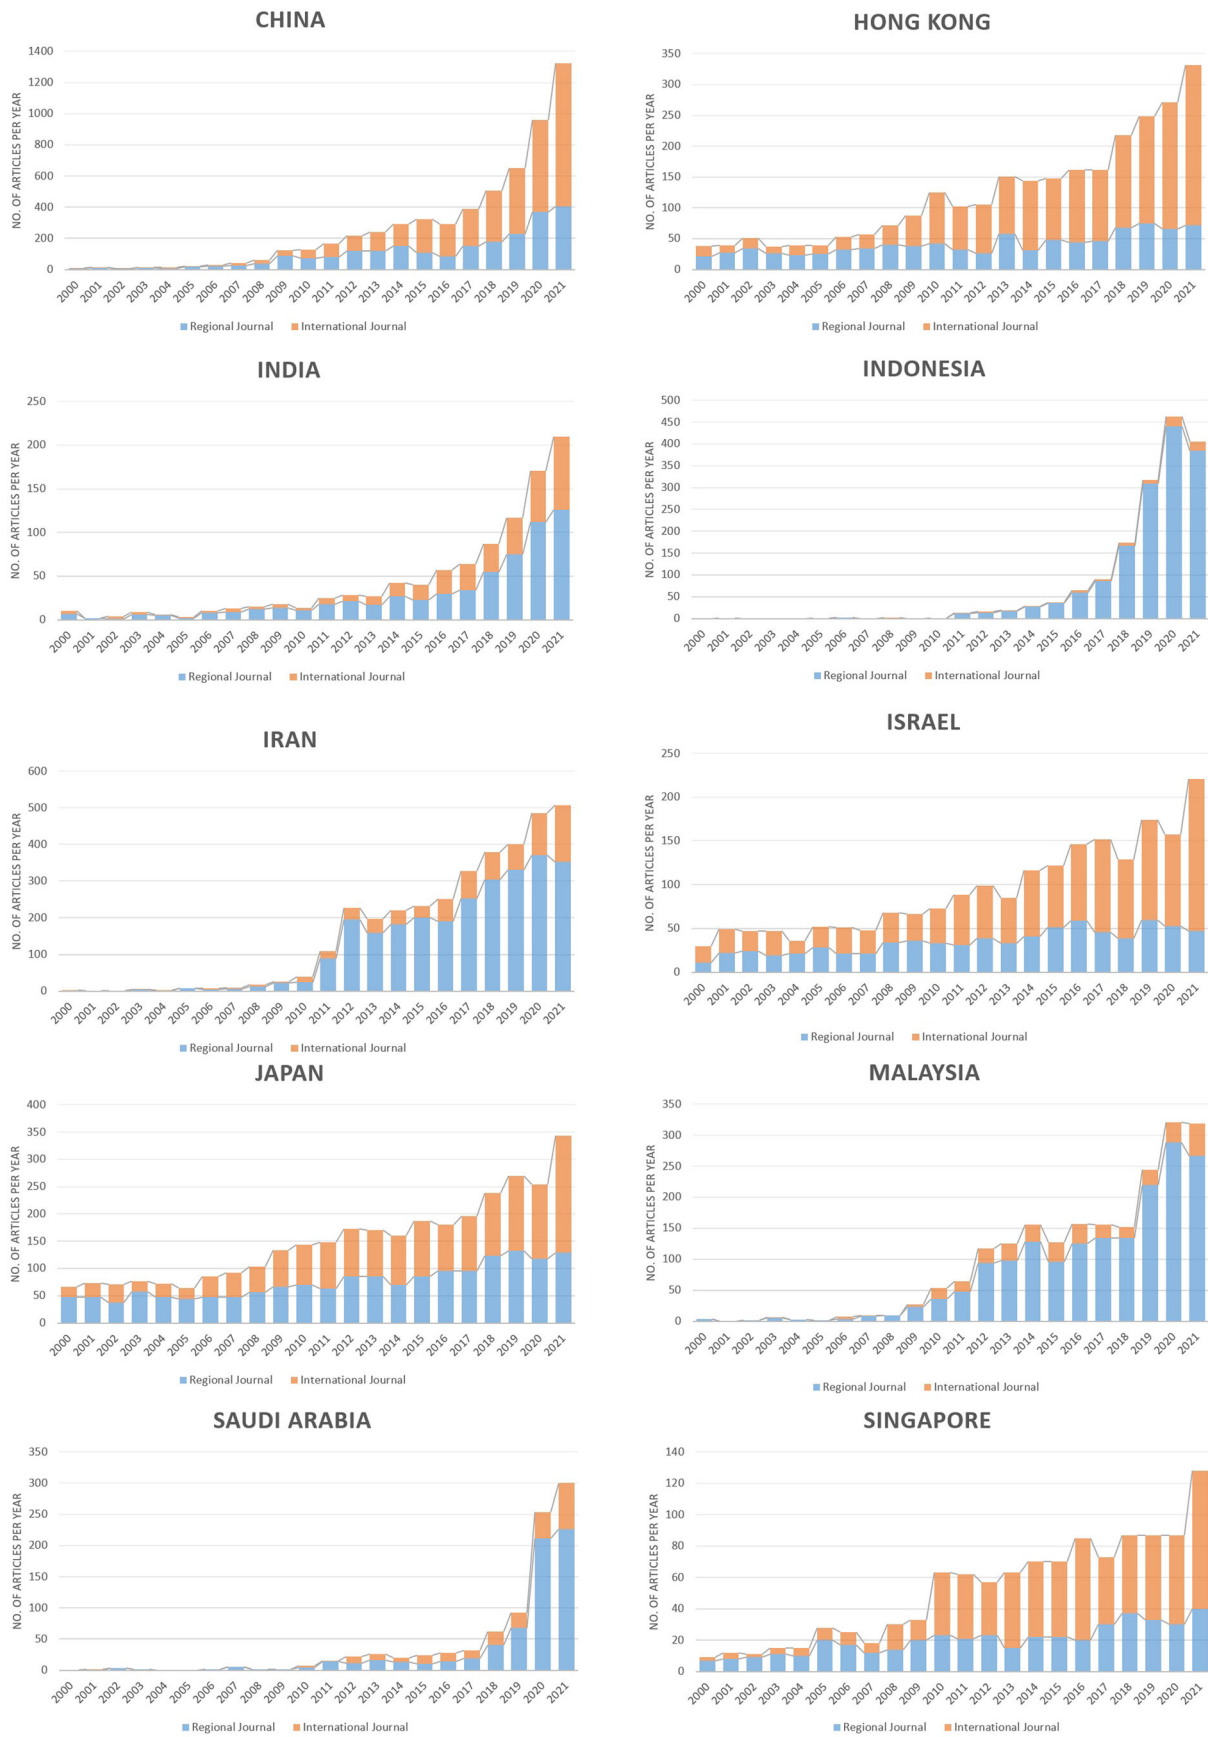 CHINA
NO. OF ARTICLES PER YEAR
1400
1200
1000
800
600
400
200
0
2000 2001 2002 2003 2004 2005 2006 2007 2008 2009 2010 2011 2012 2013 2014 2015 2016 2017 2018 2019 2020 2021
Regional Journal International Journal
HONG KONG
NO. OF ARTICLES PER YEAR
350
300
250
200
150
100
50
0
2000 2001 2002 2003 2004 2005 2006 2007 2008 2009 2010 2011 2012 2013 2014 2015 2016 2017 2018 2019 2020 2021
Regional Journal International Journal
INDIA
NO. OF ARTICLES PER YEAR
250
200
150
100
50
0
2000 2001 2002 2003 2004 2005 2006 2007 2008 2009 2010 2011 2012 2013 2014 2015 2016 2017 2018 2019 2020 2021
Regional Journal International Journal
INDONESIA
NO. OF ARTICLES PER YEAR
500
450
400
350
300
250
200
150
100
50
0
2000 2001 2002 2003 2004 2005 2006 2007 2008 2009 2010 2011 2012 2013 2014 2015 2016 2017 2018 2019 2020 2021
Regional Journal International Journal
IRAN
NO. OF ARTICLES PER YEAR
600
500
400
300
200
100
0
2000 2001 2002 2003 2004 2005 2006 2007 2008 2009 2010 2011 2012 2013 2014 2015 2016 2017 2018 2019 2020 2021
Regional Journal International Journal
ISRAEL
NO. OF ARTICLES PER YEAR
250
200
150
100
50
0
2000 2001 2002 2003 2004 2005 2006 2007 2008 2009 2010 2011 2012 2013 2014 2015 2016 2017 2018 2019 2020 2021
Regional Journal International Journal
JAPAN
NO. OF ARTICLES PER YEAR
400
350
300
250
200
150
100
50
0
2000 2001 2002 2003 2004 2005 2006 2007 2008 2009 2010 2011 2012 2013 2014 2015 2016 2017 2018 2019 2020 2021
Regional Journal International Journal
MALAYSIA
NO. OF ARTICLES PER YEAR
350
300
250
200
150
100
50
0
2000 2001 2002 2003 2004 2005 2006 2007 2008 2009 2010 2011 2012 2013 2014 2015 2016 2017 2018 2019 2020 2021
Regional Journal International Journal
SAUDI ARABIA
NO. OF ARTICLES PER YEAR
350
300
250
200
150
100
50
0
2000 2001 2002 2003 2004 2005 2006 2007 2008 2009 2010 2011 2012 2013 2014 2015 2016 2017 2018 2019 2020 2021
Regional Journal International Journal
SINGAPORE
NO. OF ARTICLES PER YEAR
140
120
100
80
60
40
20
0
2000 2001 2002 2003 2004 2005 2006 2007 2008 2009 2010 2011 2012 2013 2014 2015 2016 2017 2018 2019 2020 2021
Regional Journal International Journal